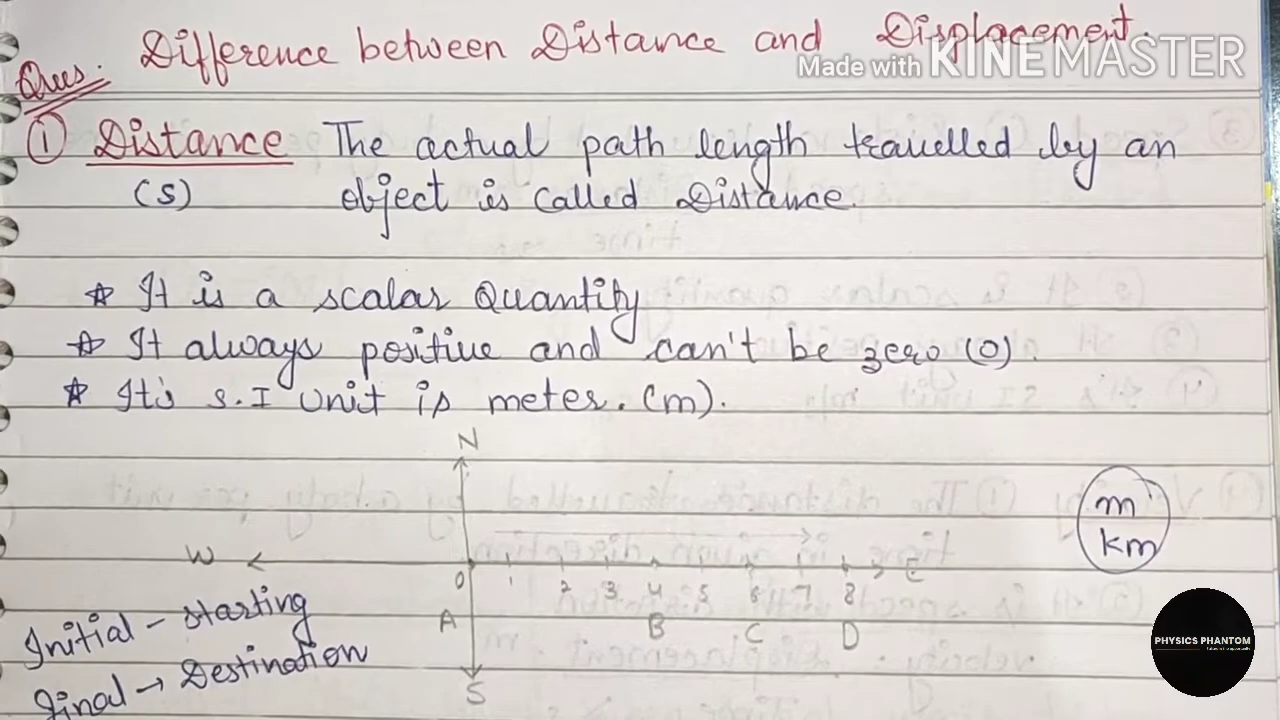 Difference between Distance and Displacement.
Made with KINEMASTER
Ques.
① Distance The actual path length travelled by an
(S) object is called Distance.
☆ It is a scalar Quantity
☆ It always positive and can't be zero (0).
☆ It's S.I Unit is meter. (m).
N
m
km
W E
0 1 2 3 4 5 6 7 8
A B C D
Initial - Starting
final → Destination
S
PHYSICS PHANTOM